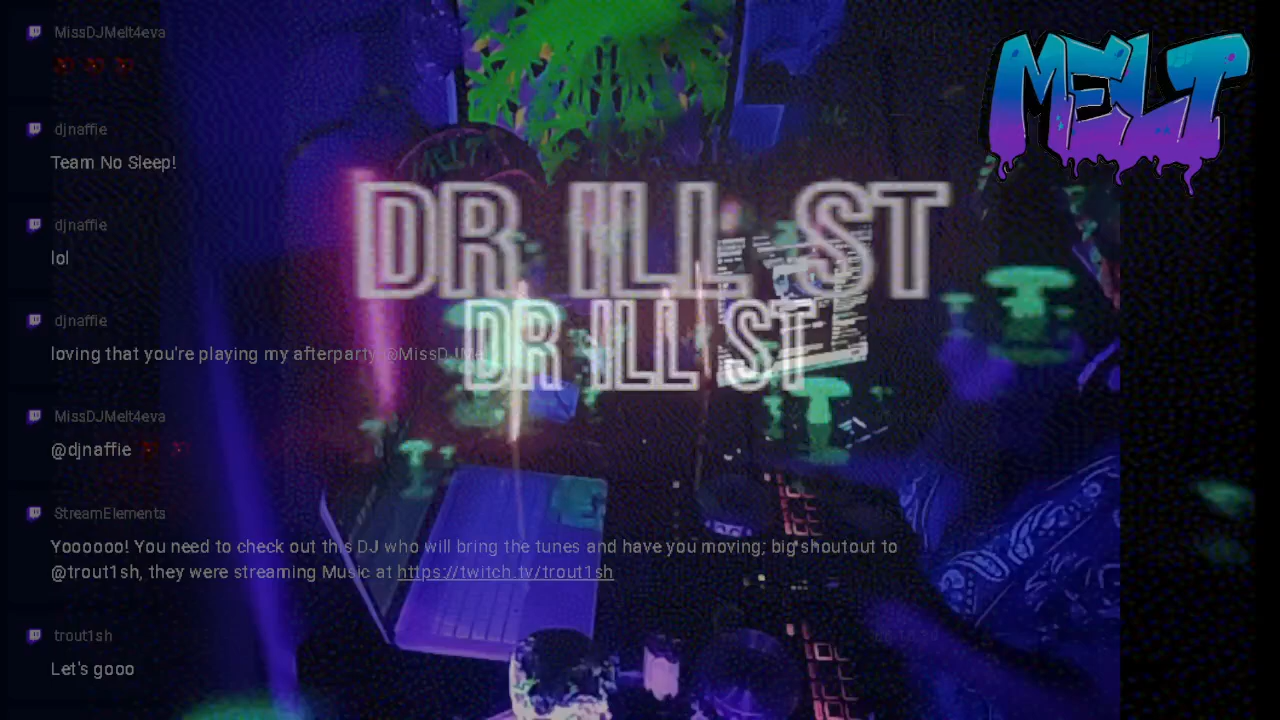 MissDJMelt4eva
djnaffie
Team No Sleep!
djnaffie
lol
djnaffie
loving that you're playing my afterparty @MissDJMe
MissDJMelt4eva
@djnaffie
StreamElements
Yoooooo! You need to check out this DJ who will bring the tunes and have you moving; big shoutout to
@trout1sh, they were streaming Music at https://twitch.tv/trout1sh
trout1sh
Let's gooo
MELT
DR ILL ST
DR ILL ST
MELT